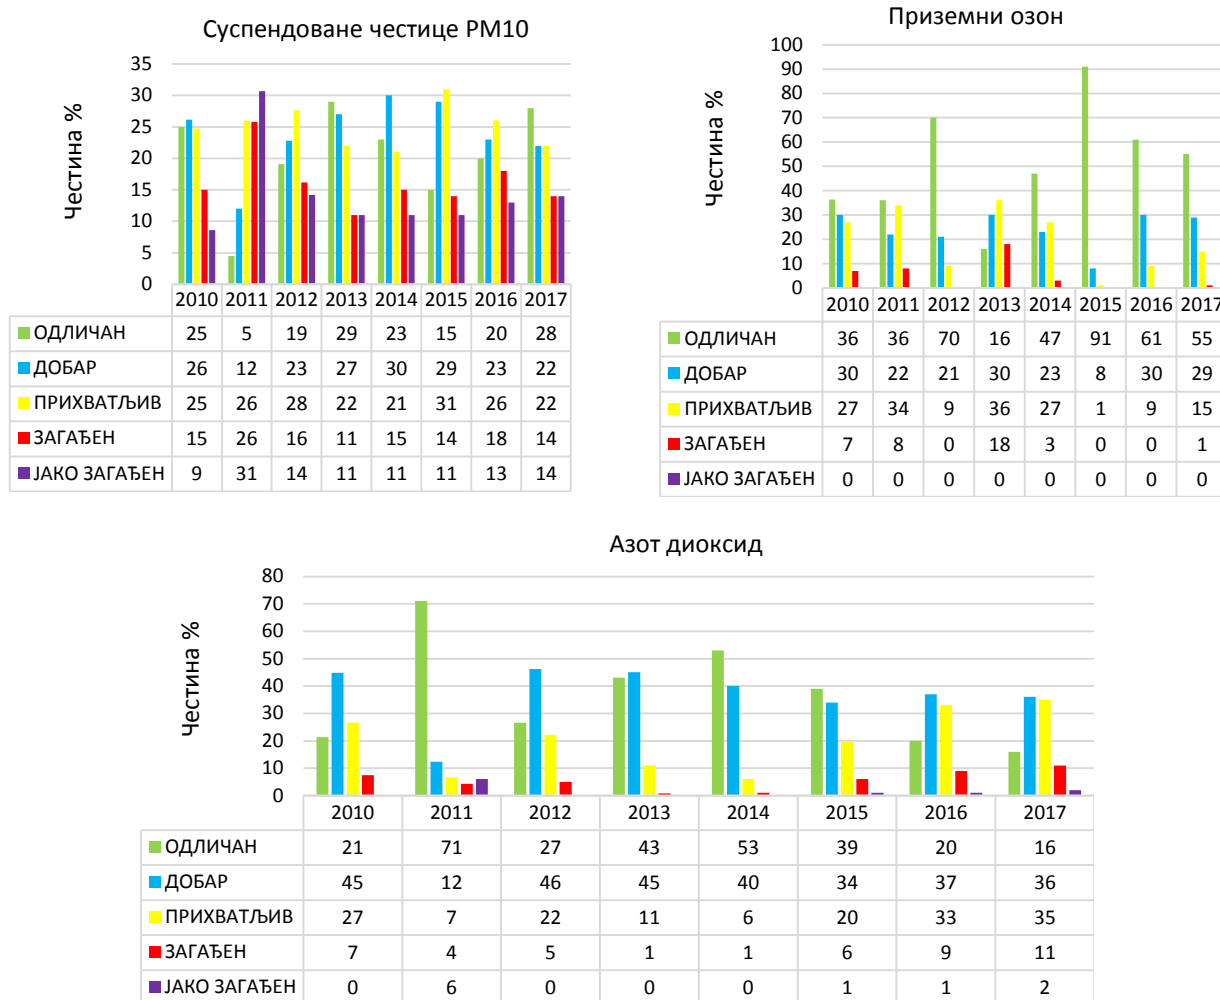 Суспендоване честице PM10
Честина %
35
30
25
20
15
10
5
0
2010 2011 2012 2013 2014 2015 2016 2017
ОДЛИЧАН 25 5 19 29 23 15 20 28
ДОБАР 26 12 23 27 30 29 23 22
ПРИХВАТЉИВ 25 26 28 22 21 31 26 22
ЗАГАЂЕН 15 26 16 11 15 14 18 14
ЈАКО ЗАГАЂЕН 9 31 14 11 11 11 13 14
Приземни озон
Честина %
100
90
80
70
60
50
40
30
20
10
0
2010 2011 2012 2013 2014 2015 2016 2017
ОДЛИЧАН 36 36 70 16 47 91 61 55
ДОБАР 30 22 21 30 23 8 30 29
ПРИХВАТЉИВ 27 34 9 36 27 1 9 15
ЗАГАЂЕН 7 8 0 18 3 0 0 1
ЈАКО ЗАГАЂЕН 0 0 0 0 0 0 0 0
Азот диоксид
Честина %
80
70
60
50
40
30
20
10
0
2010 2011 2012 2013 2014 2015 2016 2017
ОДЛИЧАН 21 71 27 43 53 39 20 16
ДОБАР 45 12 46 45 40 34 37 36
ПРИХВАТЉИВ 27 7 22 11 6 20 33 35
ЗАГАЂЕН 7 4 5 1 1 6 9 11
ЈАКО ЗАГАЂЕН 0 6 0 0 0 1 1 2